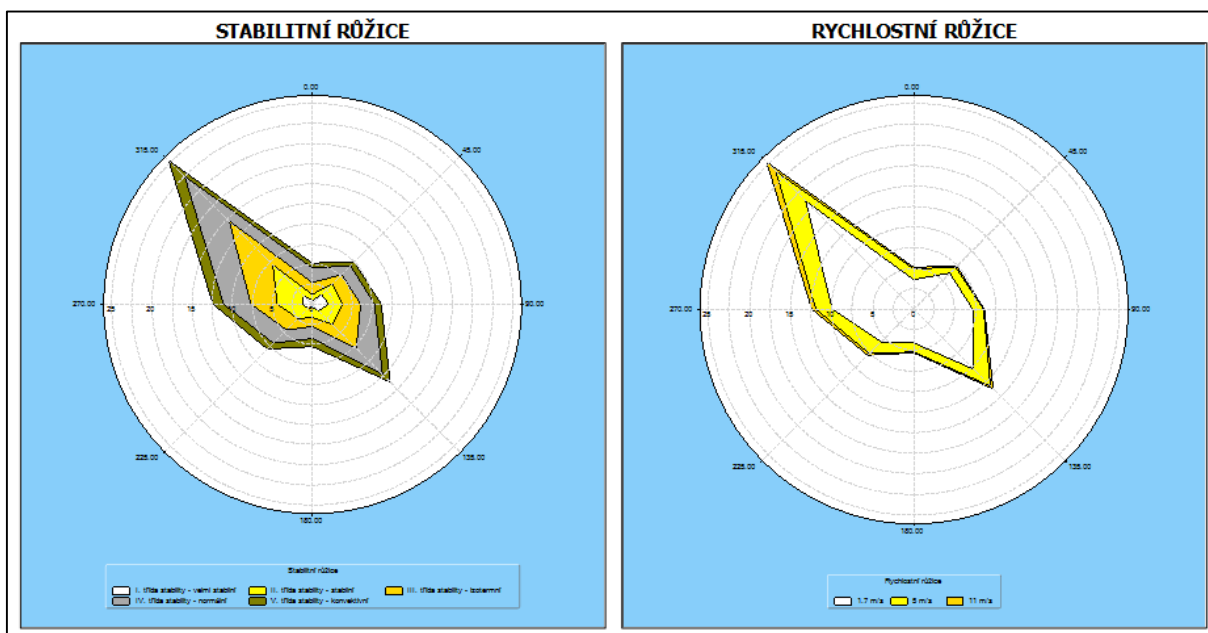 STABILITNÍ RŮŽICE
0.00
315.00
45.00
270.00
25
20
15
5
0
90.00
225.00
135.00
180.00
Stabilitní růžice
I. třída stability - velmi stabilní
II. třída stability - stabilní
III. třída stability - izotermní
IV. třída stability - normální
V. třída stability - konvektivní
RYCHLOSTNÍ RŮŽICE
0.00
315.00
45.00
270.00
25
20
15
10
5
0
90.00
225.00
135.00
180.00
Rychlostní růžice
1.7 m/s
5 m/s
11 m/s